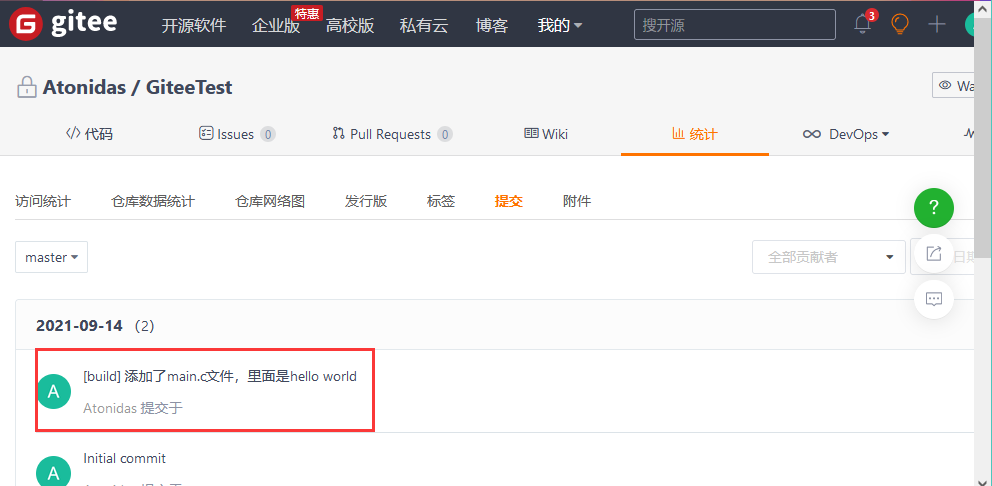 gitee 开源软件 企业版 特惠 高校版 私有云 博客 我的 搜开源 3
Atonidas / GiteeTest
代码 Issues 0 Pull Requests 0 Wiki 统计 DevOps
访问统计 仓库数据统计 仓库网络图 发行版 标签 提交 附件
?
master 全部贡献者
2021-09-14 (2)
[build] 添加了main.c文件，里面是hello world
A
Atonidas 提交于
Initial commit
A